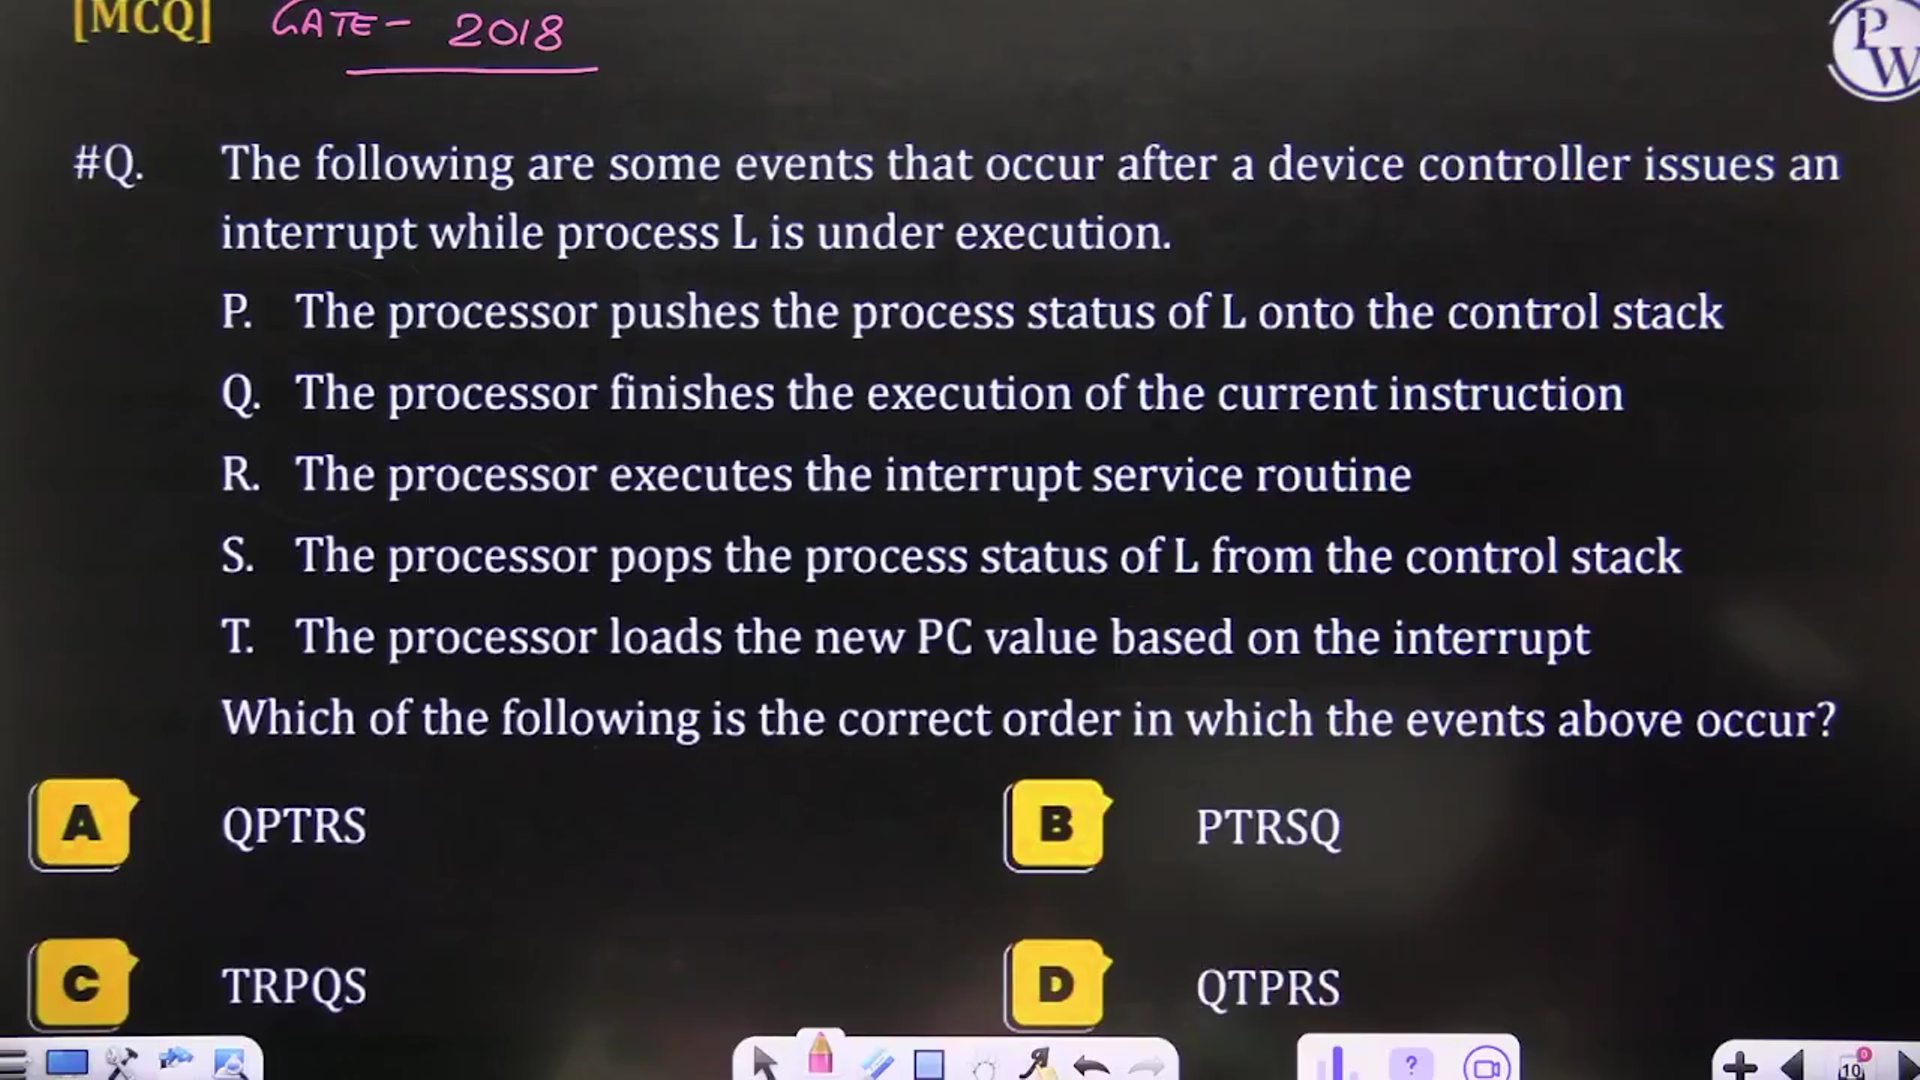 [MCQ] GATE- 2018
PW
#Q. The following are some events that occur after a device controller issues an
interrupt while process L is under execution.
P. The processor pushes the process status of L onto the control stack
Q. The processor finishes the execution of the current instruction
R. The processor executes the interrupt service routine
S. The processor pops the process status of L from the control stack
T. The processor loads the new PC value based on the interrupt
Which of the following is the correct order in which the events above occur?
A QPTRS
B PTRSQ
C TRPQS
D QTPRS
?
10
0